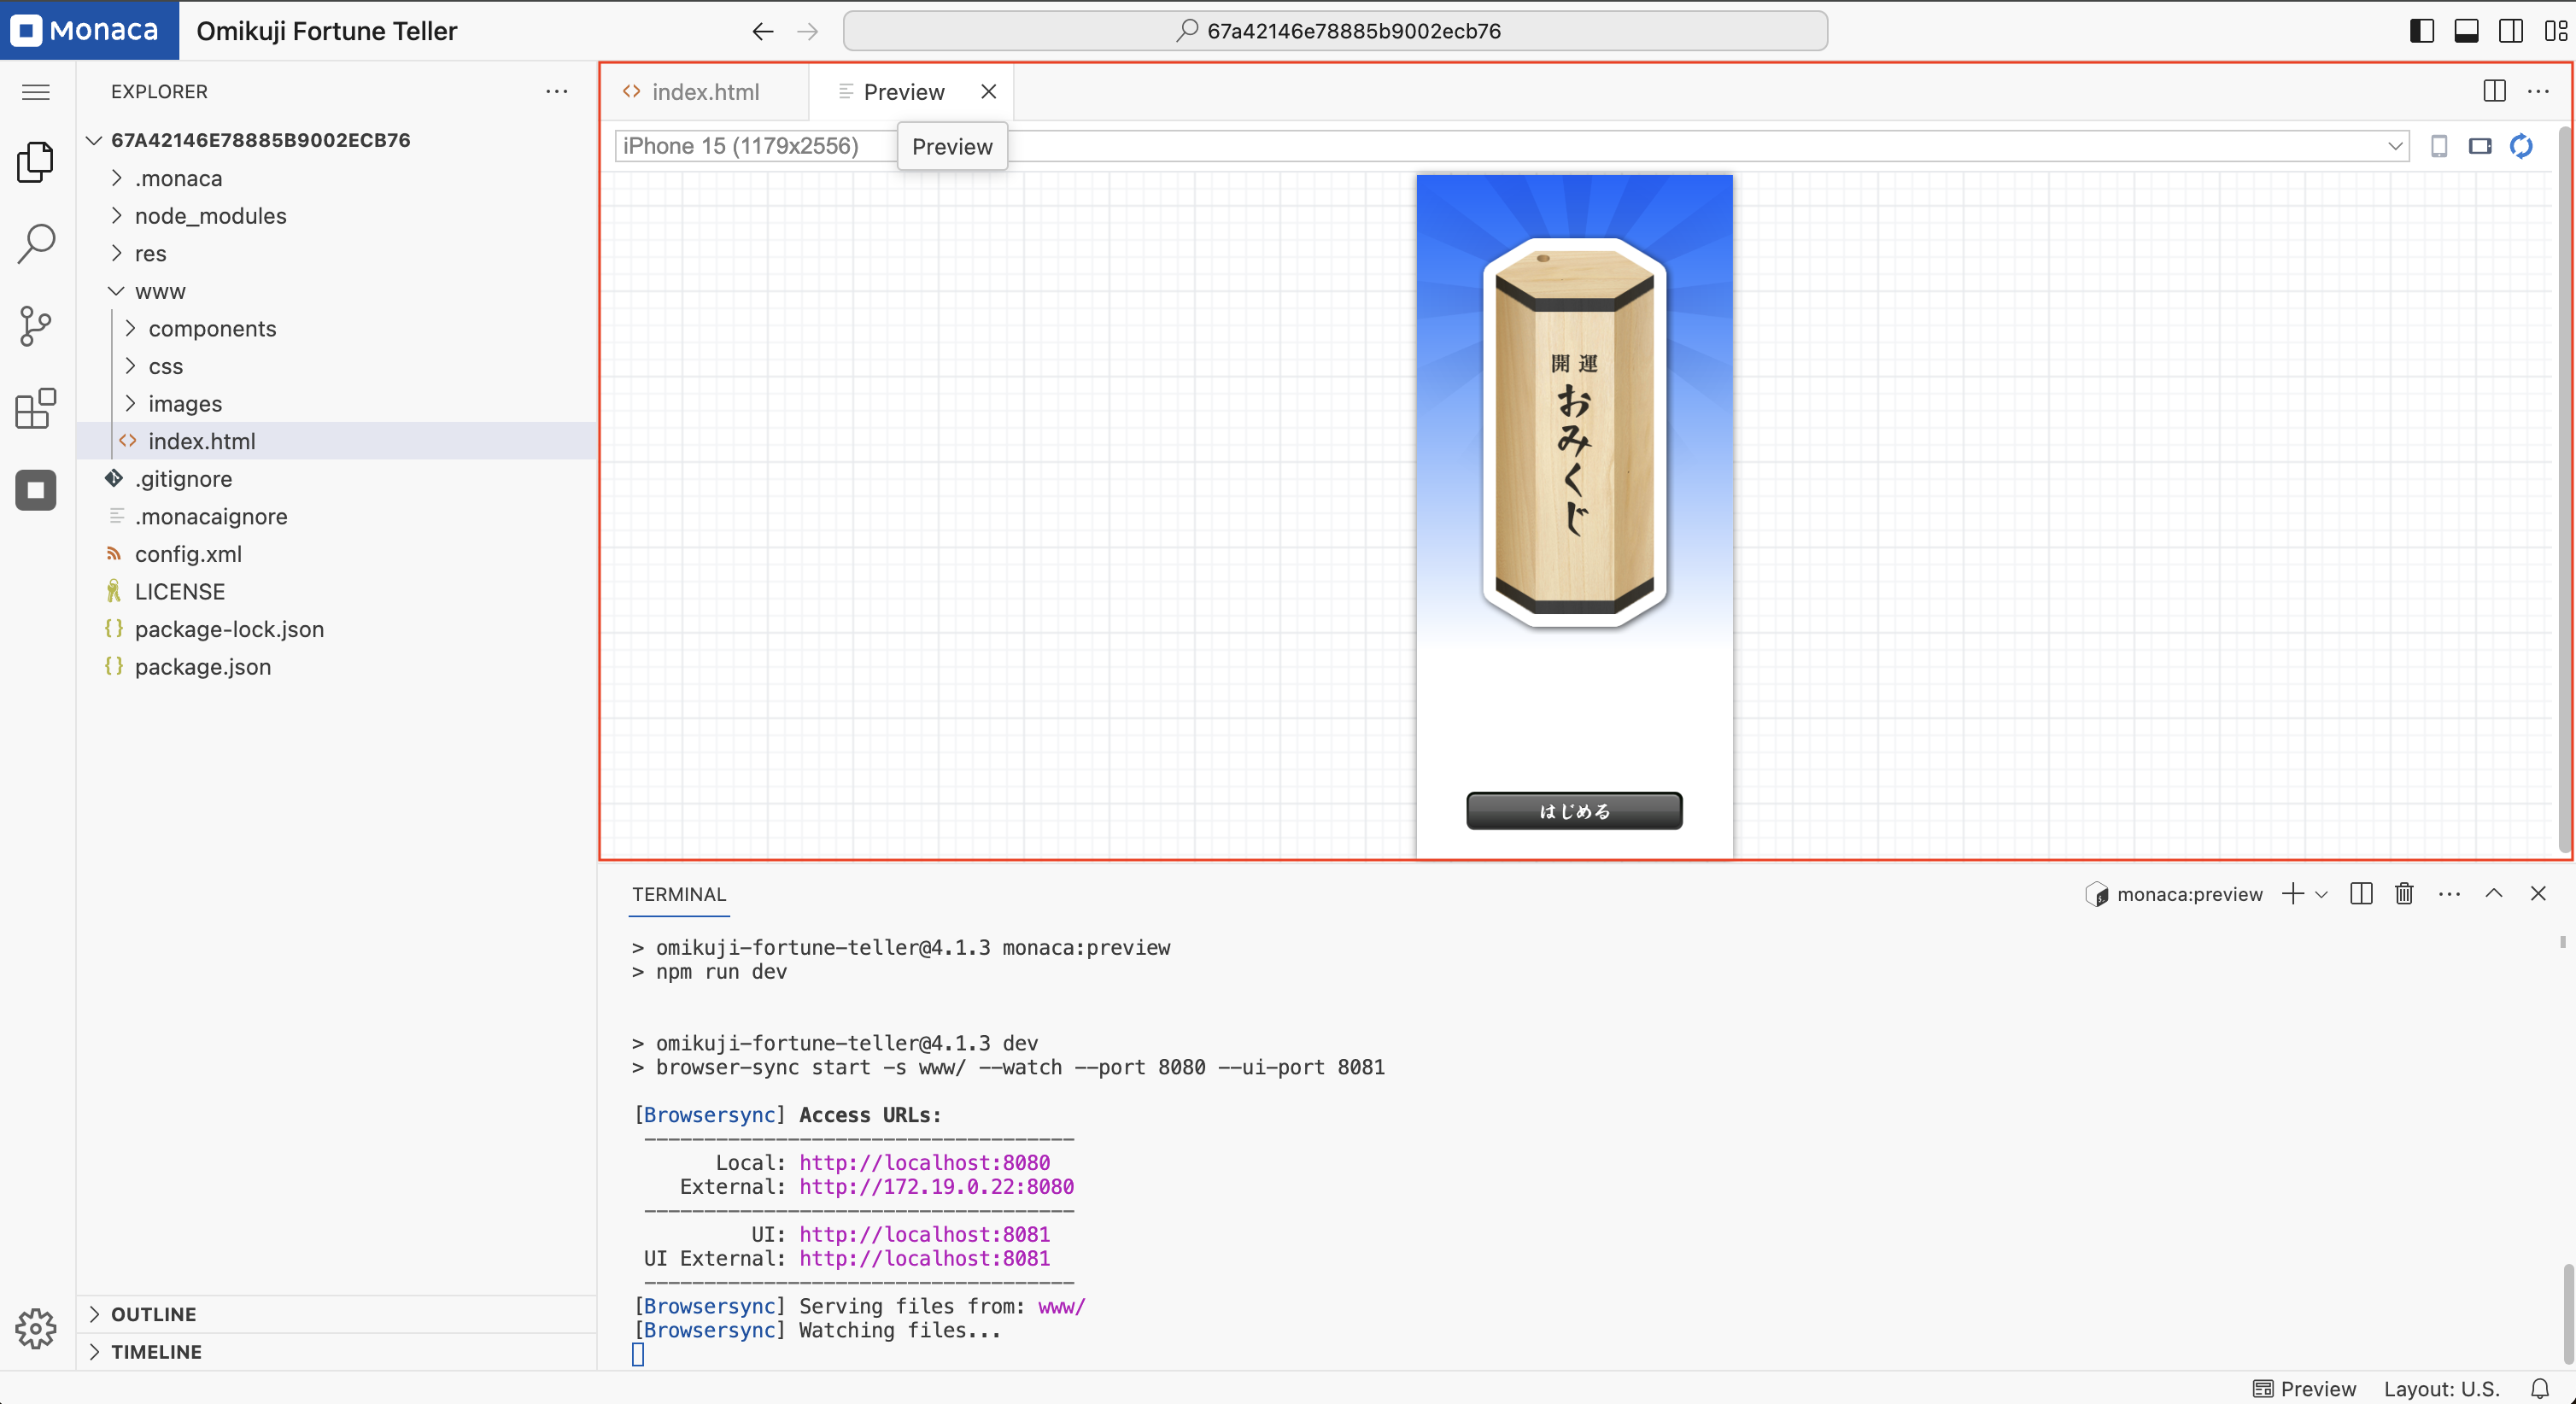 Monaca
Omikuji Fortune Teller
67a42146e78885b9002ecb76
EXPLORER
67A42146E78885B9002ECB76
.monaca
node_modules
res
www
components
css
images
index.html
.gitignore
.monacaignore
config.xml
LICENSE
package-lock.json
package.json
OUTLINE
TIMELINE
index.html
Preview
iPhone 15 (1179x2556)
Preview
開運
おみくじ
はじめる
TERMINAL
monaca:preview
> omikuji-fortune-teller@4.1.3 monaca:preview
> npm run dev
> omikuji-fortune-teller@4.1.3 dev
> browser-sync start -s www/ --watch --port 8080 --ui-port 8081
[Browsersync] Access URLs:
-----------------------------------
Local: http://localhost:8080
External: http://172.19.0.22:8080
-----------------------------------
UI: http://localhost:8081
UI External: http://localhost:8081
-----------------------------------
[Browsersync] Serving files from: www/
[Browsersync] Watching files...
Preview
Layout: U.S.